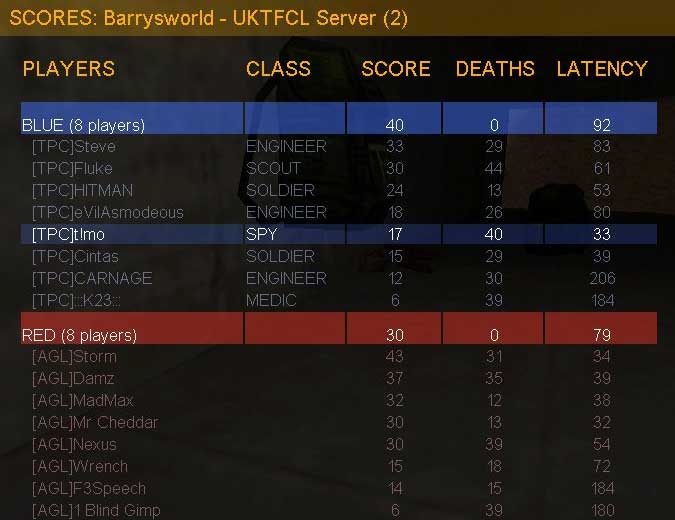 SCORES: Barrysworld - UKTFCL Server (2)
PLAYERS CLASS SCORE DEATHS LATENCY
BLUE (8 players) 40 0 92
[TPC]Steve ENGINEER 33 29 83
[TPC]Fluke SCOUT 30 44 61
[TPC]HITMAN SOLDIER 24 13 53
[TPC]eVilAsmodeous ENGINEER 18 26 80
[TPC]t!mo SPY 17 40 33
[TPC]Cintas SOLDIER 15 29 39
[TPC]CARNAGE ENGINEER 12 30 206
[TPC]:::K23::: MEDIC 6 39 184
RED (8 players) 30 0 79
[AGL]Storm 43 31 34
[AGL]Damz 37 35 39
[AGL]MadMax 32 12 38
[AGL]Mr Cheddar 30 13 32
[AGL]Nexus 30 39 54
[AGL]Wrench 15 18 72
[AGL]F3Speech 14 15 184
[AGL]1 Blind Gimp 6 39 180